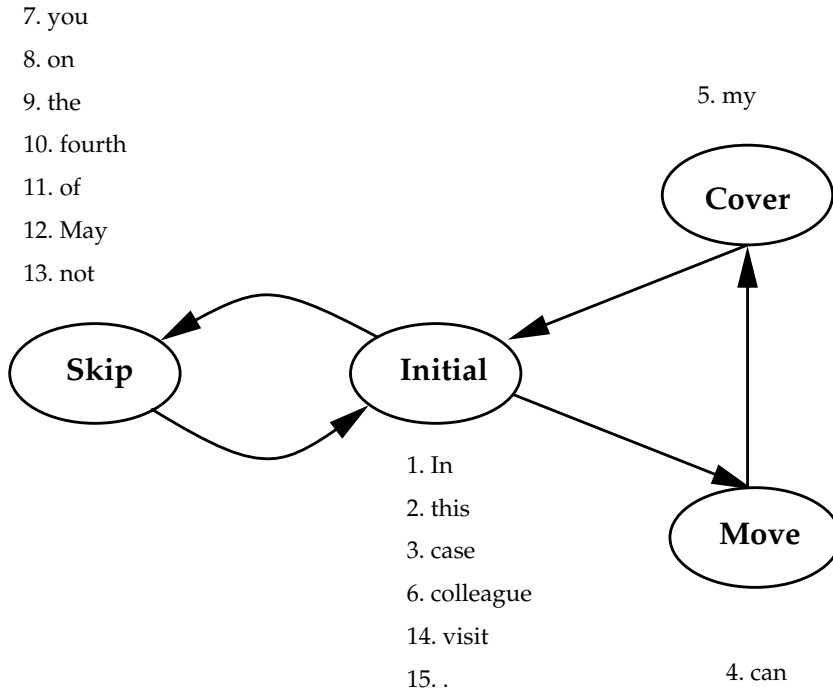 7. you
8. on
9. the
10. fourth
11. of
12. May
13. not
5. my
Cover
Skip
Initial
Move
1. In
2. this
3. case
6. colleague
14. visit
15. .
4. can